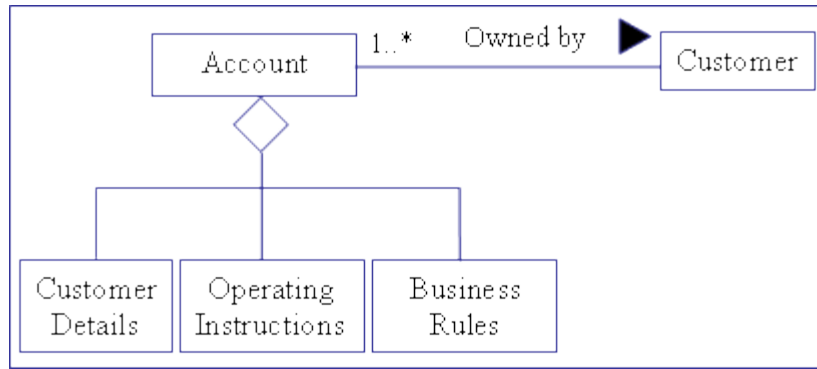 1..* Owned by
Account
Customer
Customer
Details
Operating
Instructions
Business
Rules